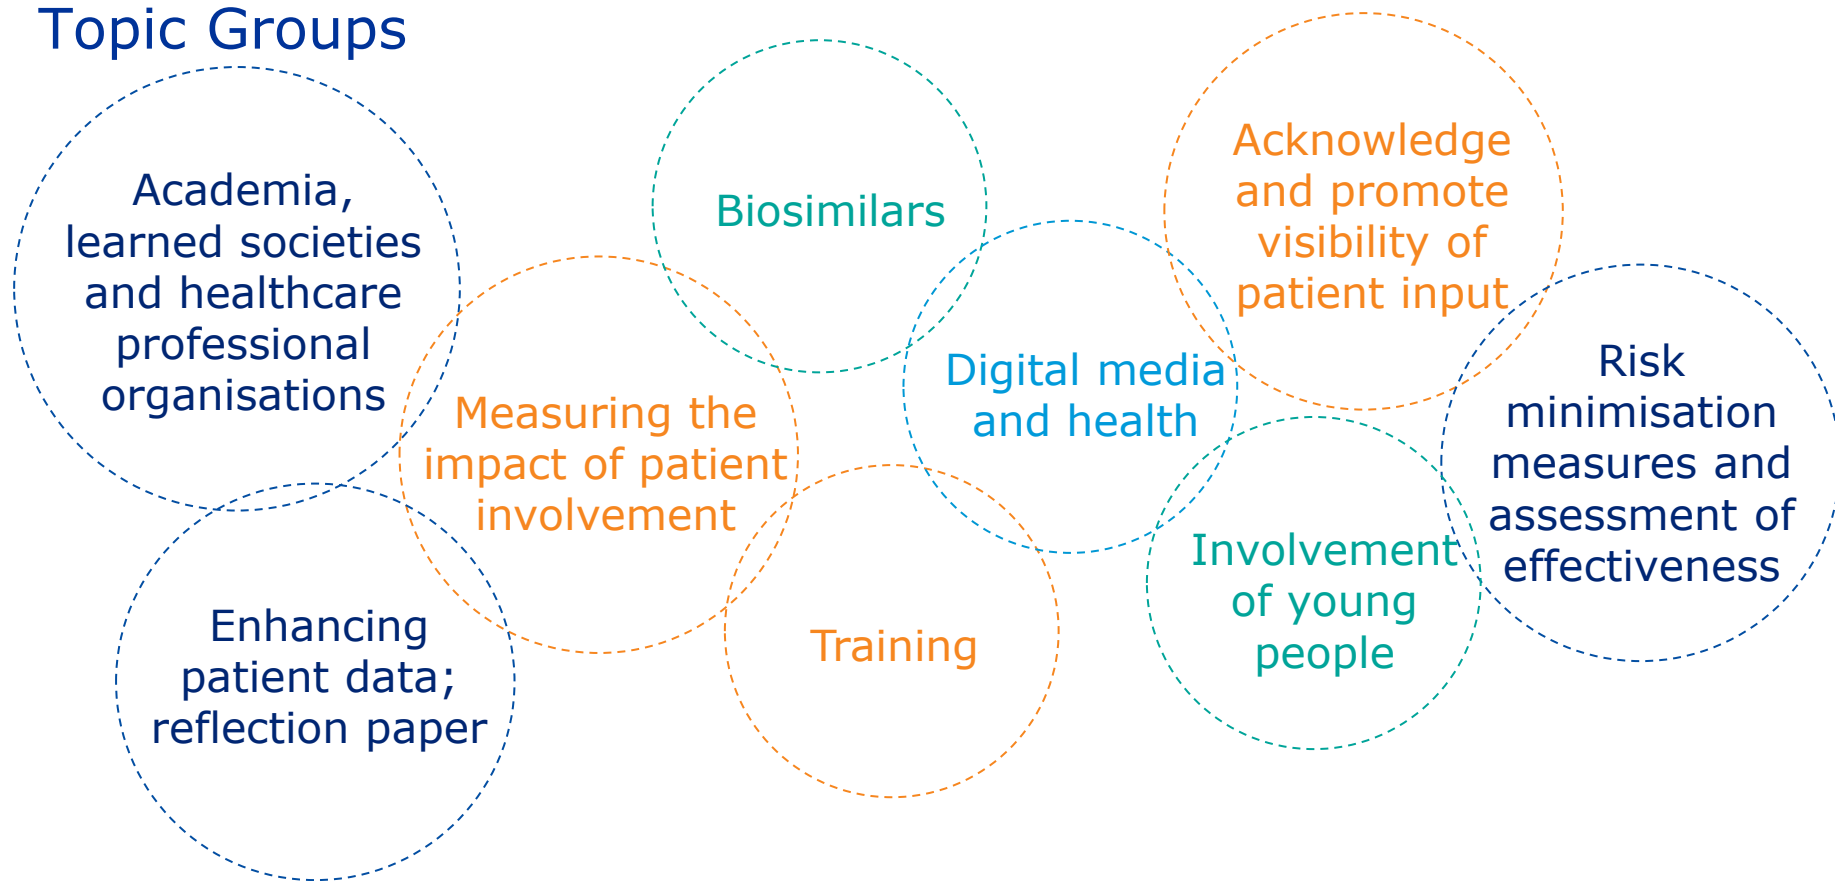 Topic Groups
Academia,
learned societies
and healthcare
professional
organisations
Biosimilars
Acknowledge
and promote
visibility of
patient input
Measuring the
impact of patient
involvement
Digital media
and health
Risk
minimisation
measures and
assessment of
effectiveness
Enhancing
patient data;
reflection paper
Training
Involvement
of young
people